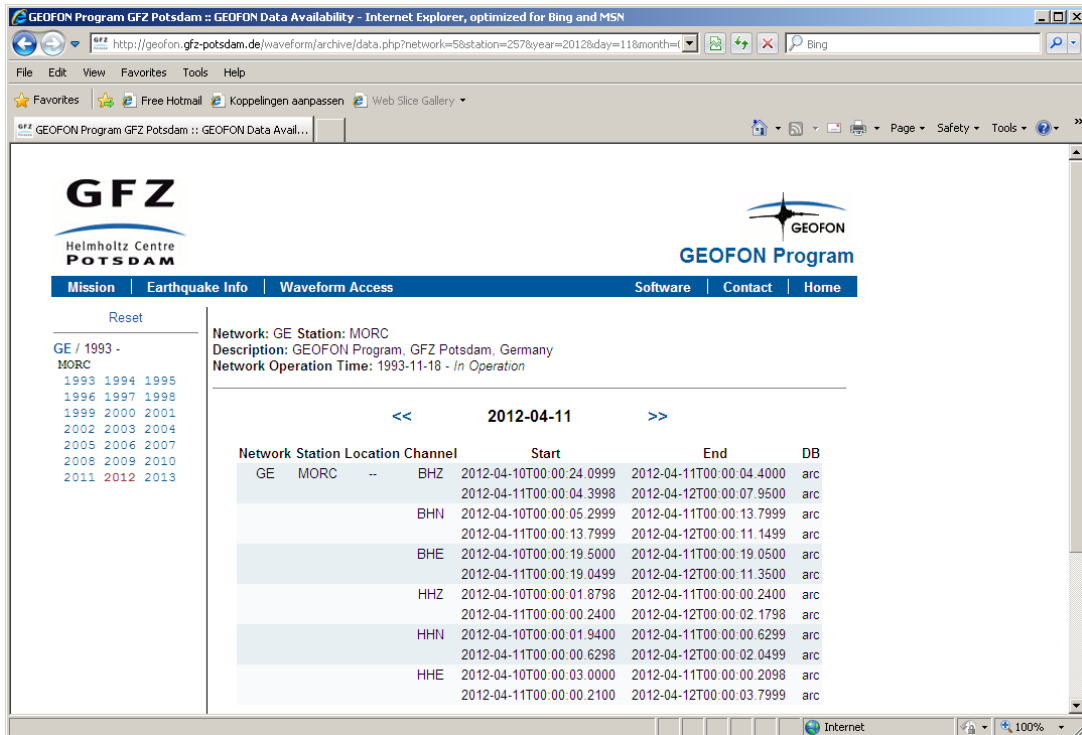 GEOFON Program GFZ Potsdam :: GEOFON Data Availability - Internet Explorer, optimized for Bing and MSN
http://geofon.gfz-potsdam.de/waveform/archive/data.php?network=5&station=257&year=2012&day=11&month=(
Bing
File Edit View Favorites Tools Help
Favorites Free Hotmail Koppelingen aanpassen Web Slice Gallery
GEOFON Program GFZ Potsdam :: GEOFON Data Avail...
Page Safety Tools »
GFZ
Helmholtz Centre
POTSDAM
GEOFON
GEOFON Program
Mission Earthquake Info Waveform Access Software Contact Home
Reset
GE / 1993 -
MORC
1993 1994 1995
1996 1997 1998
1999 2000 2001
2002 2003 2004
2005 2006 2007
2008 2009 2010
2011 2012 2013
Network: GE Station: MORC
Description: GEOFON Program, GFZ Potsdam, Germany
Network Operation Time: 1993-11-18 - In Operation
<< 2012-04-11 >>
Network Station Location Channel Start End DB
GE MORC -- BHZ 2012-04-10T00:00:24.0999 2012-04-11T00:00:04.4000 arc
2012-04-11T00:00:04.3998 2012-04-12T00:00:07.9500 arc
BHN 2012-04-10T00:00:05.2999 2012-04-11T00:00:13.7999 arc
2012-04-11T00:00:13.7999 2012-04-12T00:00:11.1499 arc
BHE 2012-04-10T00:00:19.5000 2012-04-11T00:00:19.0500 arc
2012-04-11T00:00:19.0499 2012-04-12T00:00:11.3500 arc
HHZ 2012-04-10T00:00:01.8798 2012-04-11T00:00:00.2400 arc
2012-04-11T00:00:00.2400 2012-04-12T00:00:02.1798 arc
HHN 2012-04-10T00:00:01.9400 2012-04-11T00:00:00.6299 arc
2012-04-11T00:00:00.6298 2012-04-12T00:00:02.0499 arc
HHE 2012-04-10T00:00:03.0000 2012-04-11T00:00:00.2098 arc
2012-04-11T00:00:00.2100 2012-04-12T00:00:03.7999 arc
Internet 100%